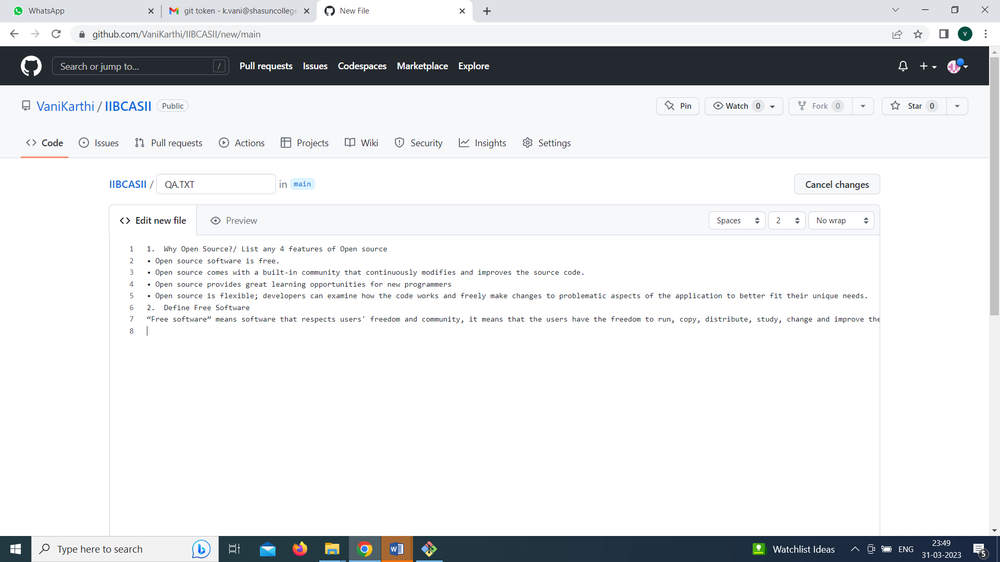 WhatsApp
git token - k.vani@shasuncollege
New File
github.com/VaniKarthi/IIBCASII/new/main
V
Search or jump to... /
Pull requests Issues Codespaces Marketplace Explore
VaniKarthi / IIBCASII Public
Pin Watch 0 Fork 0 Star 0
Code Issues Pull requests Actions Projects Wiki Security Insights Settings
IIBCASII / QA.TXT in main Cancel changes
Edit new file Preview Spaces 2 No wrap
1 1. Why Open Source?/ List any 4 features of Open source
2 • Open source software is free.
3 • Open source comes with a built-in community that continuously modifies and improves the source code.
4 • Open source provides great learning opportunities for new programmers
5 • Open source is flexible; developers can examine how the code works and freely make changes to problematic aspects of the application to better fit their unique needs.
6 2. Define Free Software
7 “Free software” means software that respects users' freedom and community, it means that the users have the freedom to run, copy, distribute, study, change and improve the
8
Type here to search
Watchlist Ideas ENG 23:49
31-03-2023
5